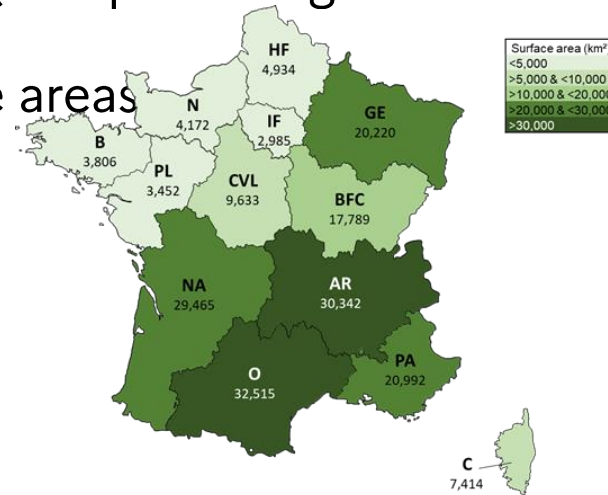 e areas
HF
4,934
N
4,172
IF
2,985
GE
20,220
B
3,806
PL
3,452
CVL
9,633
BFC
17,789
NA
29,465
AR
30,342
O
32,515
PA
20,992
C
7,414
Surface area (km²)
<5,000
>5,000 & <10,000
>10,000 & <20,000
>20,000 & <30,000
>30,000